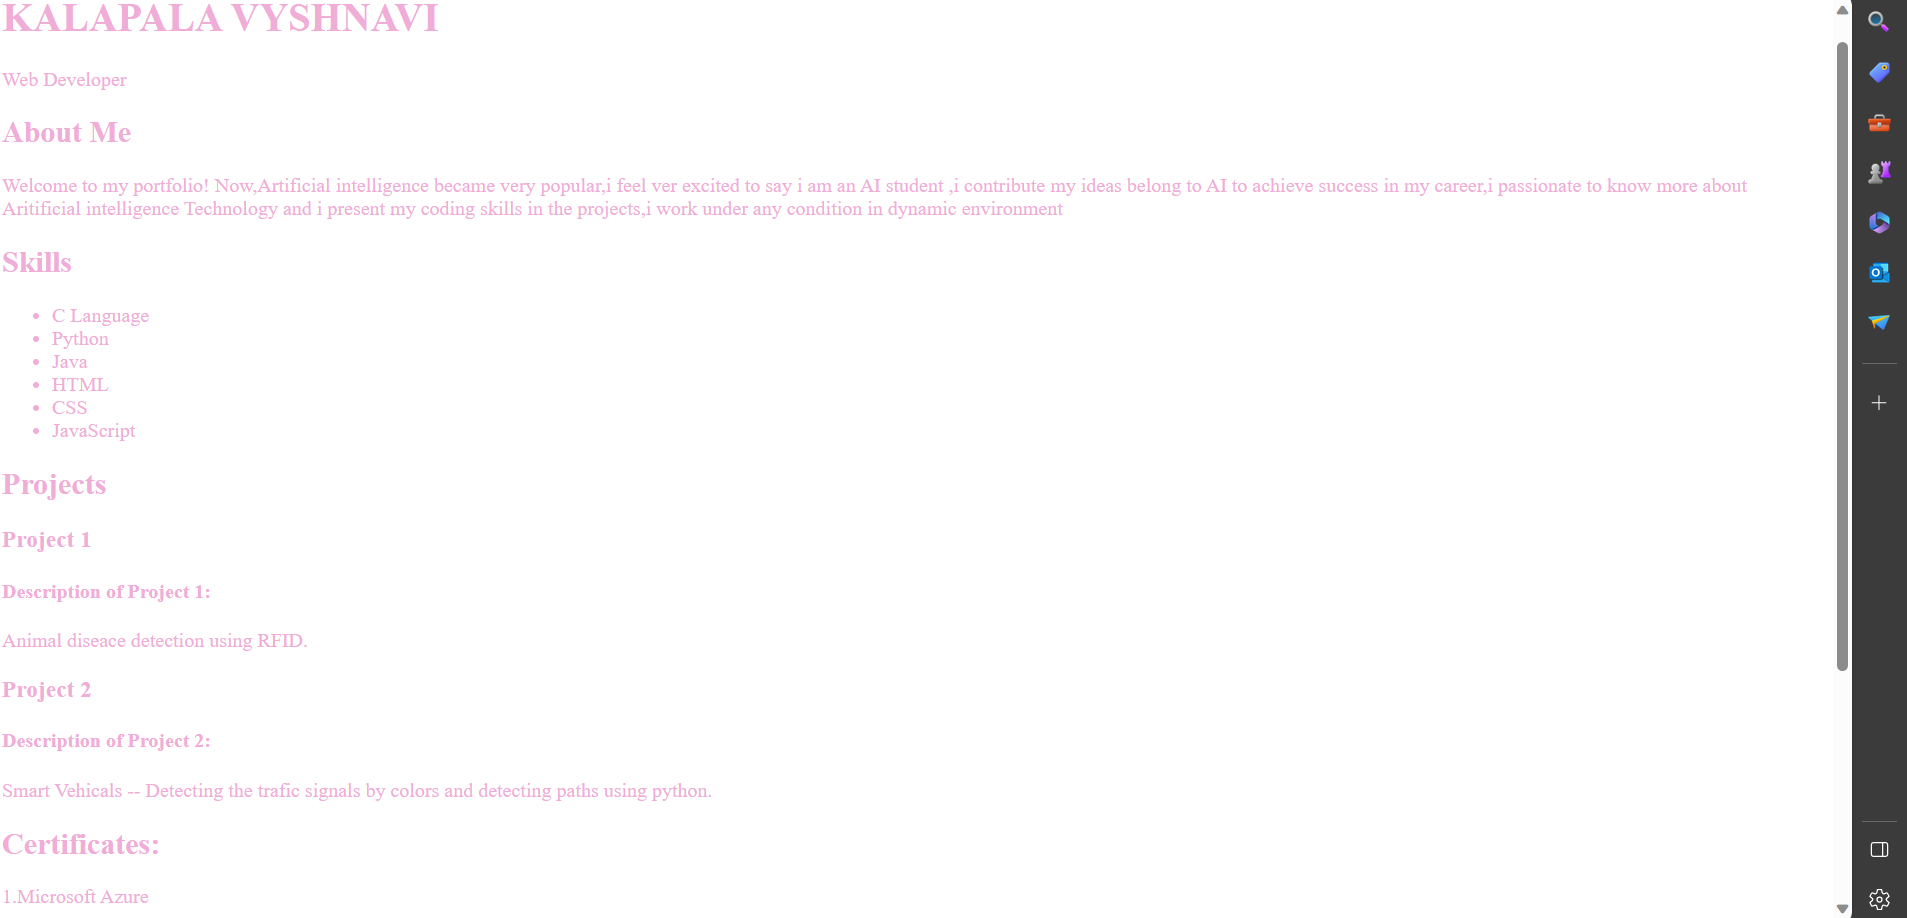 KALAPALA VYSHNAVI
Web Developer
About Me
Welcome to my portfolio! Now,Artificial intelligence became very popular,i feel ver excited to say i am an AI student ,i contribute my ideas belong to AI to achieve success in my career,i passionate to know more about
Aritificial intelligence Technology and i present my coding skills in the projects,i work under any condition in dynamic environment
Skills
• C Language
• Python
• Java
• HTML
• CSS
• JavaScript
Projects
Project 1
Description of Project 1:
Animal diseace detection using RFID.
Project 2
Description of Project 2:
Smart Vehicals -- Detecting the trafic signals by colors and detecting paths using python.
Certificates:
1.Microsoft Azure